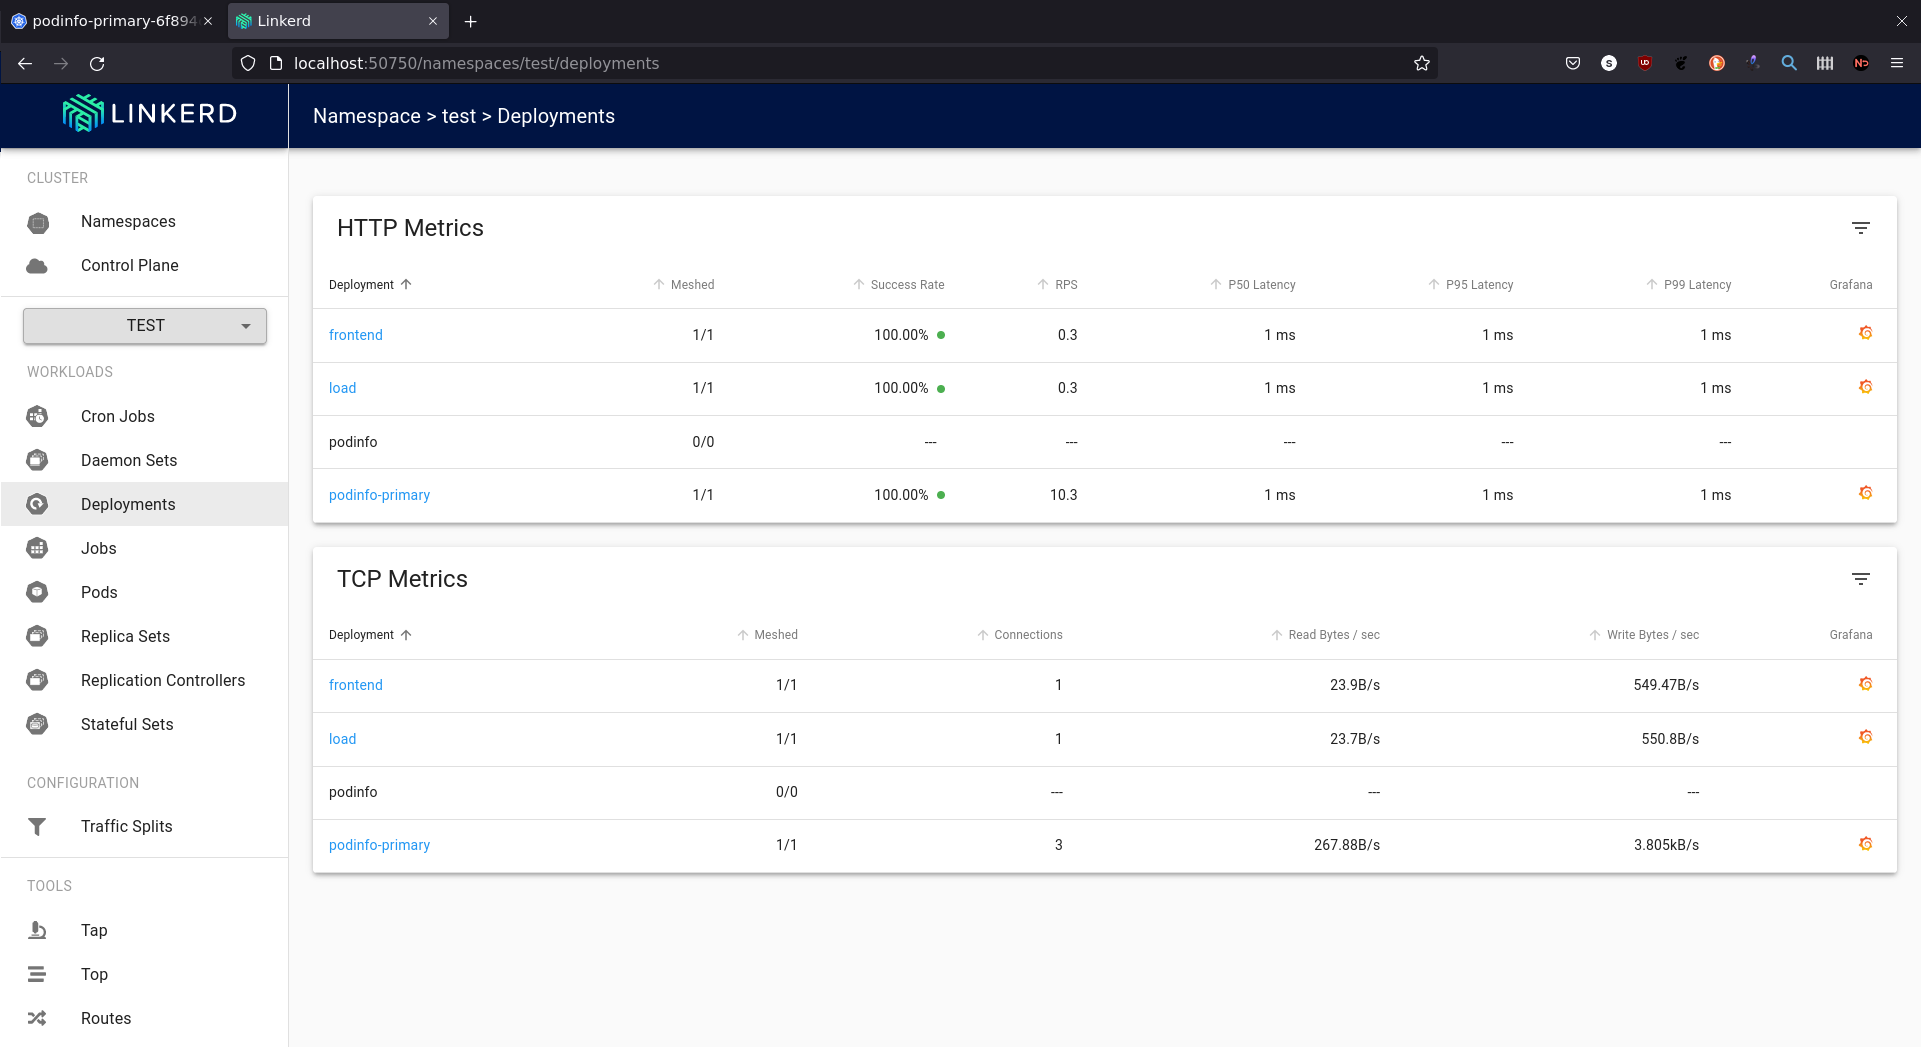 podinfo-primary-6f894
Linkerd
localhost:50750/namespaces/test/deployments
LINKERD
Namespace > test > Deployments
CLUSTER
Namespaces
Control Plane
TEST
WORKLOADS
Cron Jobs
Daemon Sets
Deployments
Jobs
Pods
Replica Sets
Replication Controllers
Stateful Sets
CONFIGURATION
Traffic Splits
TOOLS
Tap
Top
Routes
HTTP Metrics
Deployment Meshed Success Rate RPS P50 Latency P95 Latency P99 Latency Grafana
frontend 1/1 100.00% 0.3 1 ms 1 ms 1 ms
load 1/1 100.00% 0.3 1 ms 1 ms 1 ms
podinfo 0/0 --- --- --- --- ---
podinfo-primary 1/1 100.00% 10.3 1 ms 1 ms 1 ms
TCP Metrics
Deployment Meshed Connections Read Bytes / sec Write Bytes / sec Grafana
frontend 1/1 1 23.9B/s 549.47B/s
load 1/1 1 23.7B/s 550.8B/s
podinfo 0/0 --- --- ---
podinfo-primary 1/1 3 267.88B/s 3.805kB/s